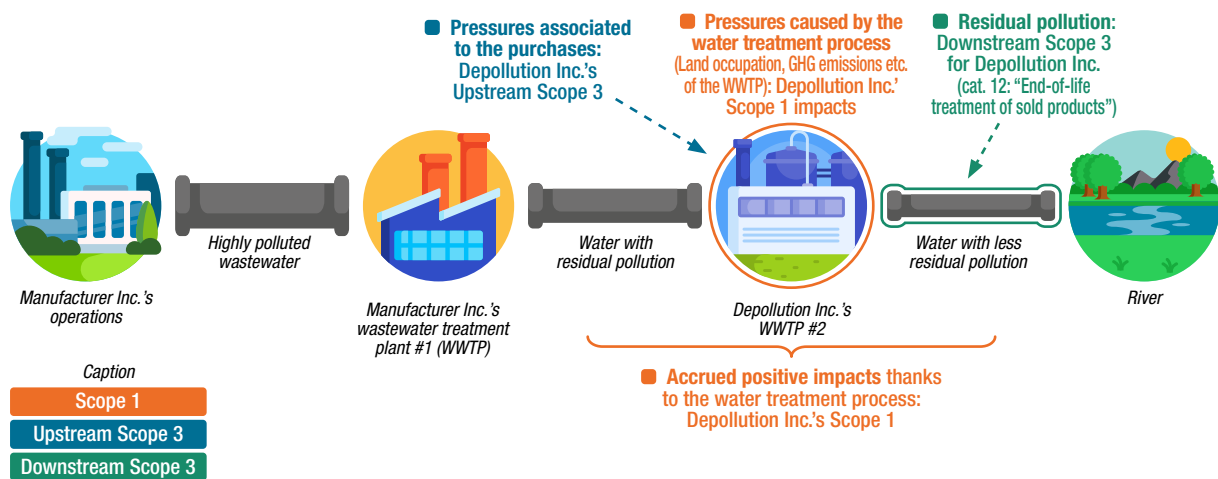 Pressures associated
to the purchases:
Depollution Inc.'s
Upstream Scope 3
Pressures caused by the
water treatment process
(Land occupation, GHG emissions etc.
of the WWTP): Depollution Inc.'
Scope 1 impacts
Residual pollution:
Downstream Scope 3
for Depollution Inc.
(cat. 12: “End-of-life
treatment of sold products”)
Highly polluted
wastewater
Water with
residual pollution
Water with less
residual pollution
Manufacturer Inc.'s
operations
Manufacturer Inc.'s
wastewater treatment
plant #1 (WWTP)
Depollution Inc.'s
WWTP #2
River
Accrued positive impacts thanks
to the water treatment process:
Depollution Inc.'s Scope 1
Caption
Scope 1
Upstream Scope 3
Downstream Scope 3